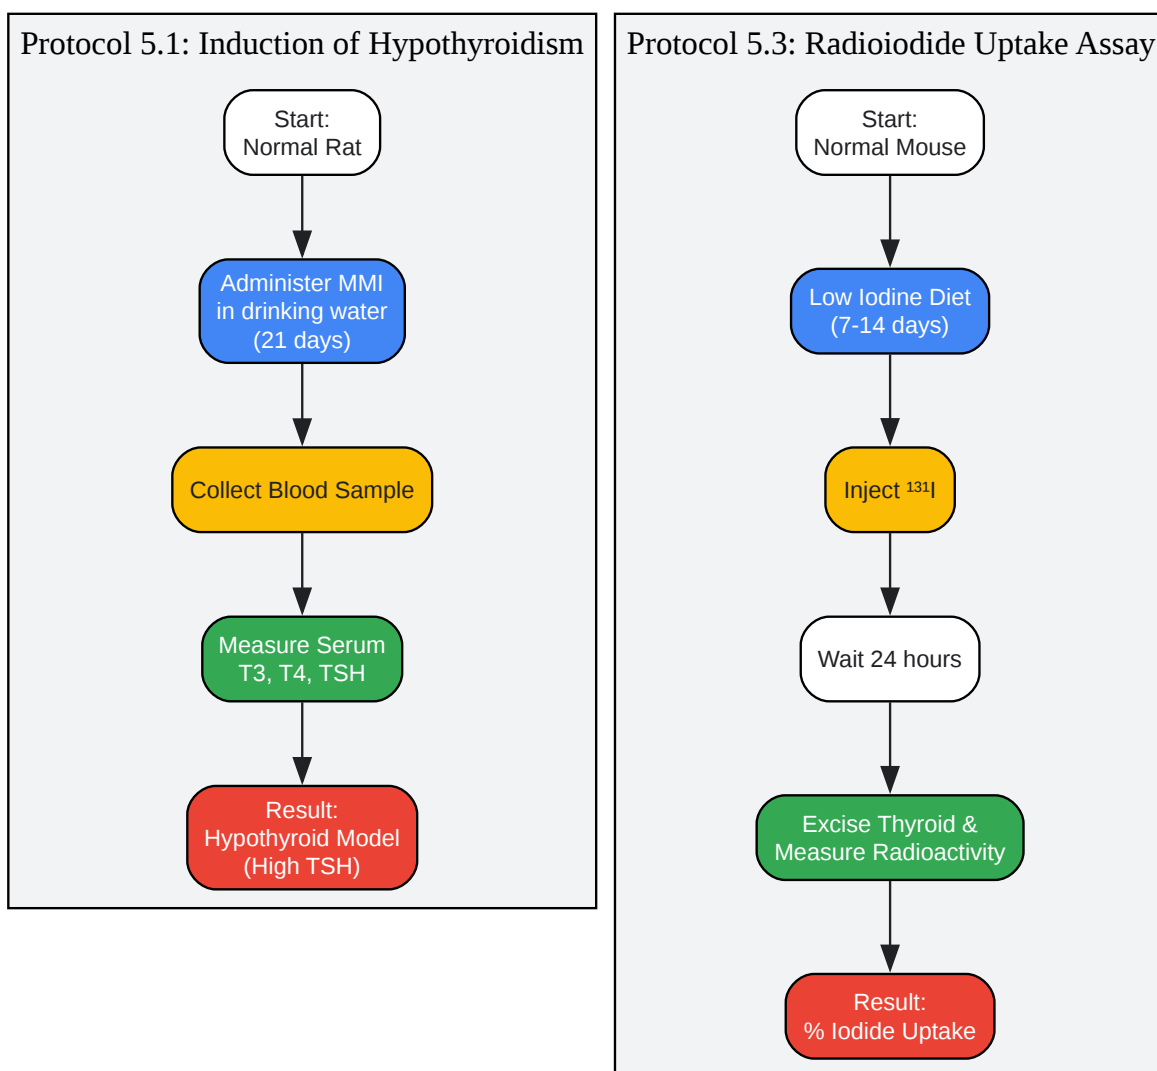 Protocol 5.1: Induction of Hypothyroidism
Start:
Normal Rat
Administer MMI
in drinking water
(21 days)
Collect Blood Sample
Measure Serum
T3, T4, TSH
Result:
Hypothyroid Model
(High TSH)
Protocol 5.3: Radioiodide Uptake Assay
Start:
Normal Mouse
Low Iodine Diet
(7-14 days)
Inject ¹³¹I
Wait 24 hours
Excise Thyroid &
Measure Radioactivity
Result:
% Iodide Uptake